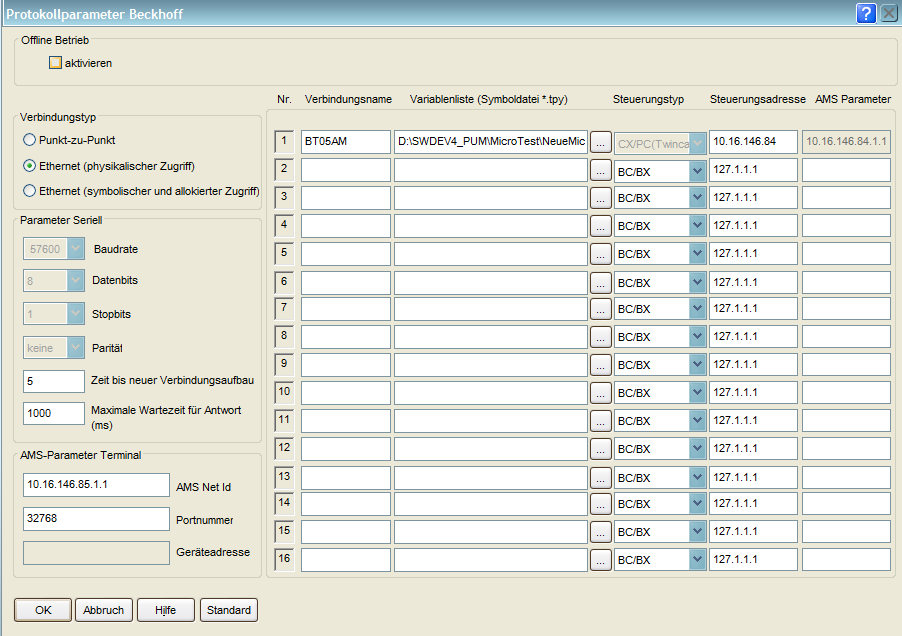 Protokollparameter Beckhoff
Offline Betrieb
aktivieren
Verbindungstyp
Punkt-zu-Punkt
Ethernet (physikalischer Zugriff)
Ethernet (symbolischer und allokierter Zugriff)
Parameter Seriell
57600 Baudrate
8 Datenbits
1 Stopbits
keine Parität
5 Zeit bis neuer Verbindungsaufbau
1000 Maximale Wartezeit für Antwort
(ms)
AMS-Parameter Terminal
10.16.146.85.1.1 AMS Net Id
32768 Portnummer
Geräteadresse
Nr. Verbindungsname Variablenliste (Symboldatei *.tpy) Steuerungstyp Steuerungsadresse AMS Parameter
1 BT05AM D:\SWDEV4_PUM\MicroTest\NeueMic ... CX/PC(Twinca 10.16.146.84 10.16.146.84.1.1
2 ... BC/BX 127.1.1.1
3 ... BC/BX 127.1.1.1
4 ... BC/BX 127.1.1.1
5 ... BC/BX 127.1.1.1
6 ... BC/BX 127.1.1.1
7 ... BC/BX 127.1.1.1
8 ... BC/BX 127.1.1.1
9 ... BC/BX 127.1.1.1
10 ... BC/BX 127.1.1.1
11 ... BC/BX 127.1.1.1
12 ... BC/BX 127.1.1.1
13 ... BC/BX 127.1.1.1
14 ... BC/BX 127.1.1.1
15 ... BC/BX 127.1.1.1
16 ... BC/BX 127.1.1.1
OK Abbruch Hilfe Standard